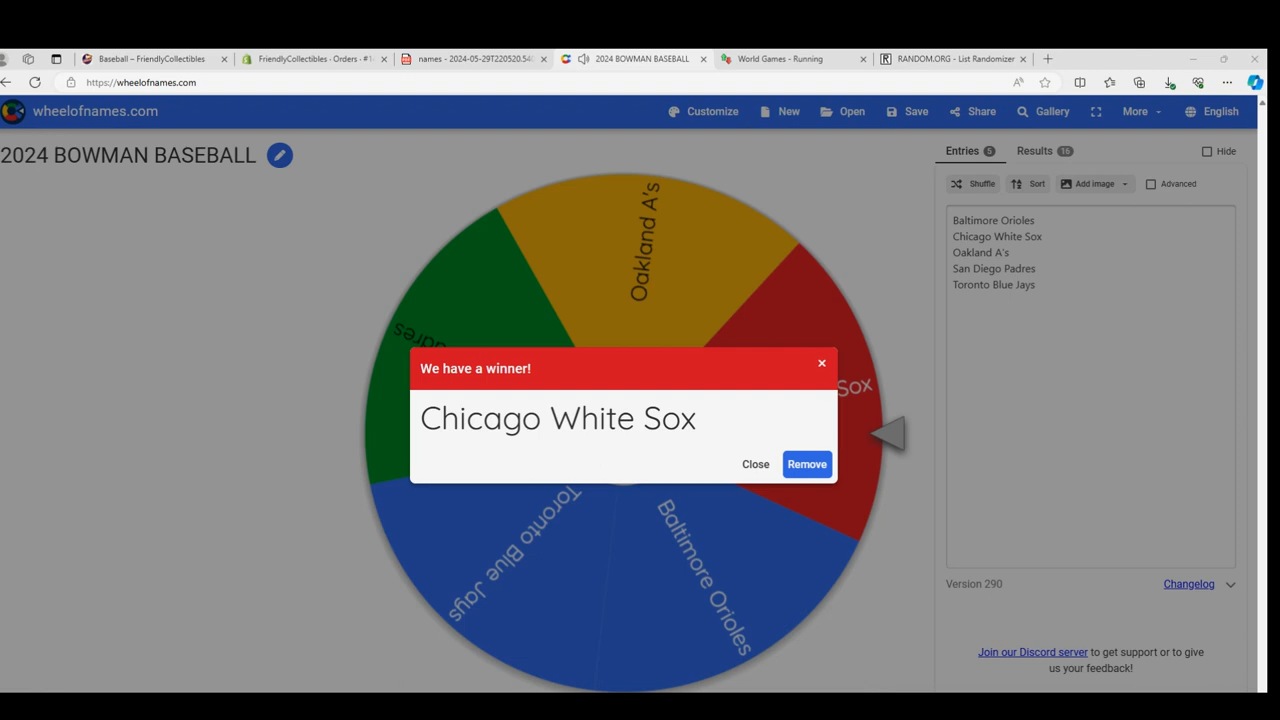 Baseball – FriendlyCollectibles
FriendlyCollectibles · Orders · #1
names - 2024-05-29T220520.54
2024 BOWMAN BASEBALL
World Games - Running
RANDOM.ORG - List Randomizer
https://wheelofnames.com
wheelofnames.com
Customize
New
Open
Save
Share
Gallery
More
English
2024 BOWMAN BASEBALL
Entries 5
Results 16
Hide
Shuffle
Sort
Add image
Advanced
Baltimore Orioles
Chicago White Sox
Oakland A's
San Diego Padres
Toronto Blue Jays
Oakland A's
adres
Sox
We have a winner!
Chicago White Sox
Close
Remove
Toronto Blue Jays
Baltimore Orioles
Version 290
Changelog
Join our Discord server to get support or to give
us your feedback!